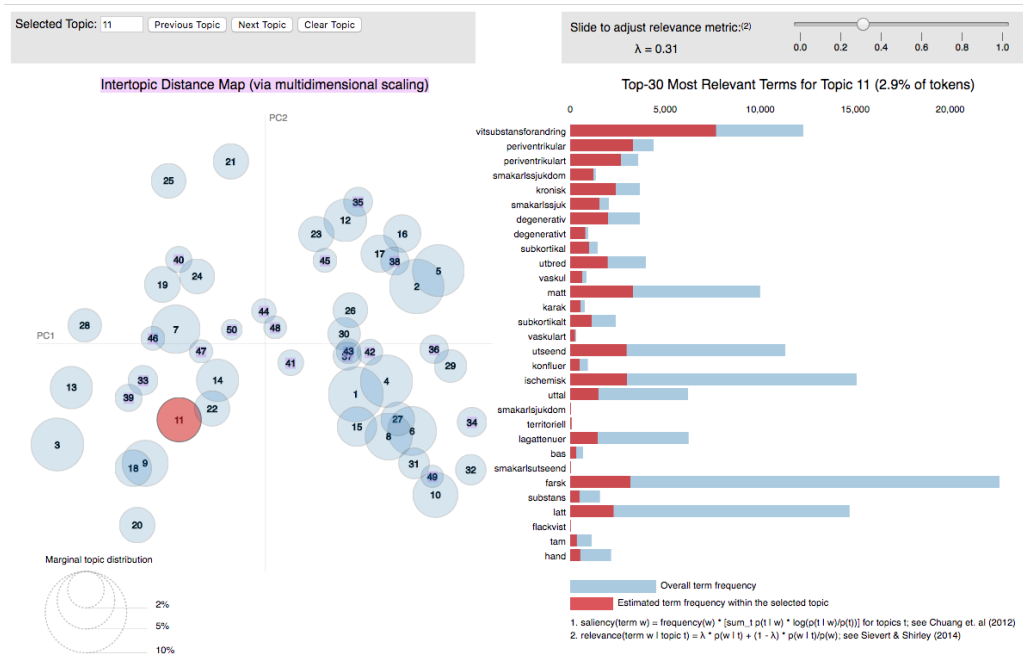 Selected Topic: 11 Previous Topic Next Topic Clear Topic
Slide to adjust relevance metric:(2)
λ = 0.31
0.0 0.2 0.4 0.6 0.8 1.0
Intertopic Distance Map (via multidimensional scaling)
PC2
PC1
21
25
35
12
23
16
17
38
45
5
2
40
24
19
44
26
28
7
50
48
30
46
47
43
37
42
36
41
29
33
14
4
13
39
1
22
11
27
34
15
8
6
3
18
9
31
32
49
10
20
Marginal topic distribution
2%
5%
10%
Top-30 Most Relevant Terms for Topic 11 (2.9% of tokens)
0 5,000 10,000 15,000 20,000
vitsubstansforandring
periventrikular
periventrikulart
smakarlssjukdom
kronisk
smakarlssjuk
degenerativ
degenerativt
subkortikal
utbred
vaskul
matt
karak
subkortikalt
vaskulart
utseend
konfluer
ischemisk
uttal
smakarlsjukdom
territoriell
lagattenuer
bas
smakarlsutseend
farsk
substans
latt
flackvist
tam
hand
Overall term frequency
Estimated term frequency within the selected topic
1. saliency(term w) = frequency(w) * [sum_t p(t | w) * log(p(t | w)/p(t))] for topics t; see Chuang et. al (2012)
2. relevance(term w | topic t) = λ * p(w | t) + (1 - λ) * p(w | t)/p(w); see Sievert & Shirley (2014)